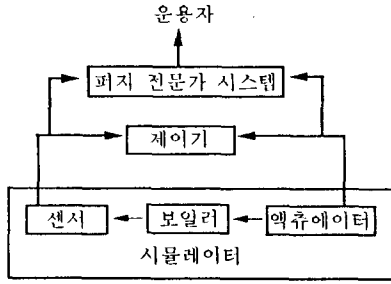 운용자
퍼지 전문가 시스템
제어기
센서 보일러 액츄에이터
시뮬레이터